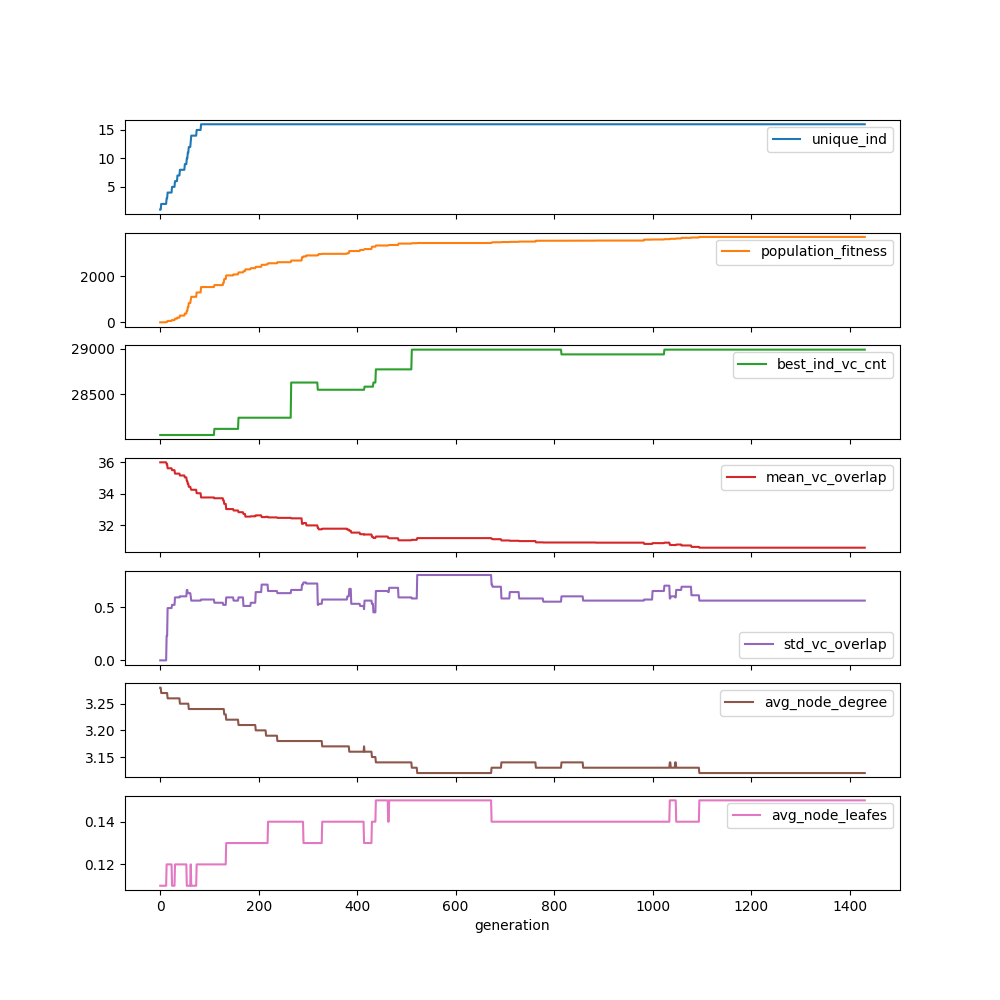 15
10
5
unique_ind
2000
0
population_fitness
29000
28500
best_ind_vc_cnt
36
34
32
mean_vc_overlap
0.5
0.0
std_vc_overlap
3.25
3.20
3.15
avg_node_degree
0.14
0.12
avg_node_leafes
0 200 400 600 800 1000 1200 1400
generation